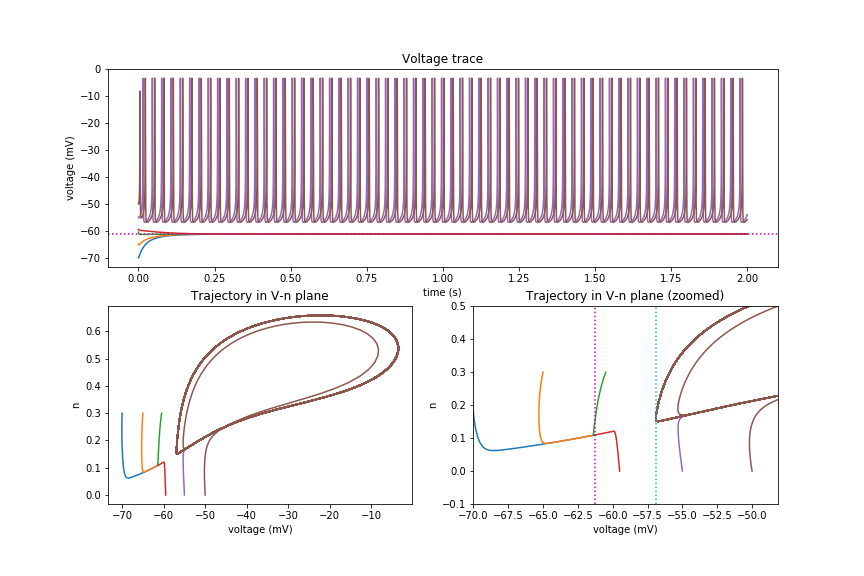 Voltage trace
0
−10
−20
−30
−40
−50
−60
−70
voltage (mV)
0.00 0.25 0.50 0.75 1.00 1.25 1.50 1.75 2.00
time (s)
Trajectory in V-n plane
0.6
0.5
0.4
0.3
0.2
0.1
0.0
n
−70 −60 −50 −40 −30 −20 −10
voltage (mV)
Trajectory in V-n plane (zoomed)
0.5
0.4
0.3
0.2
0.1
0.0
−0.1
n
−70.0 −67.5 −65.0 −62.5 −60.0 −57.5 −55.0 −52.5 −50.0
voltage (mV)